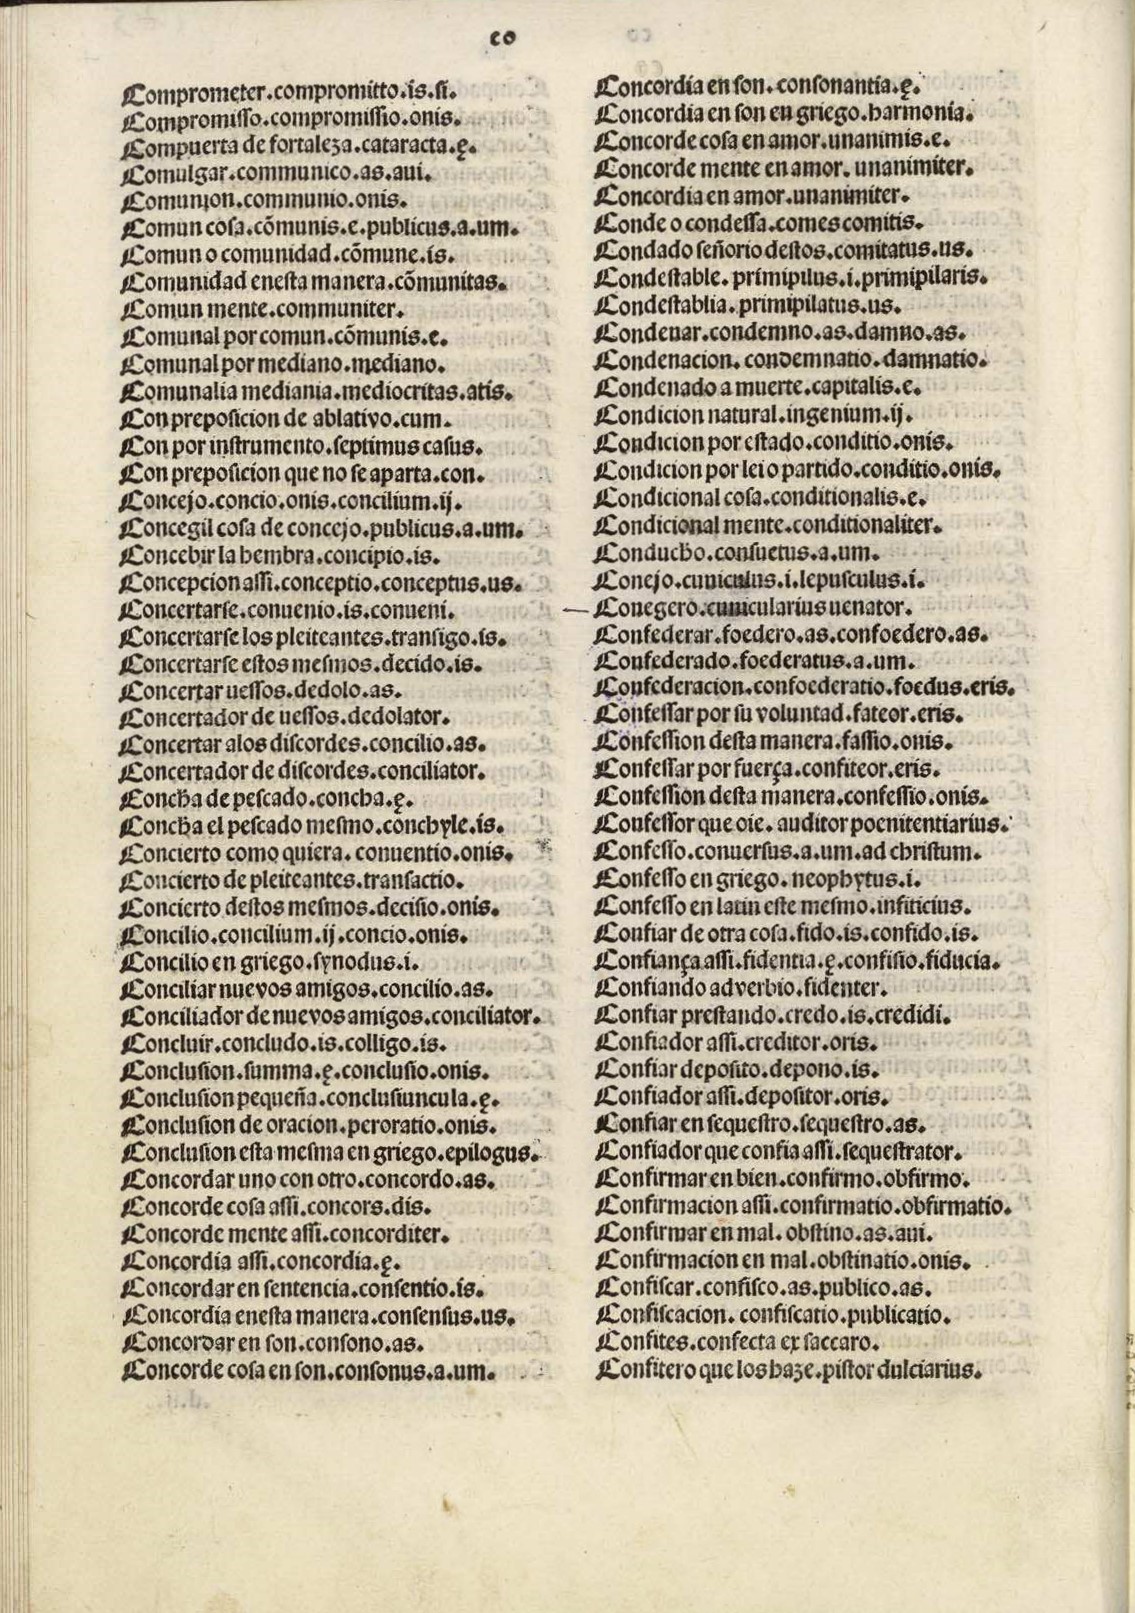 co
Comprometer.compromitto.is.si.
Compromisso.compromissio.onis.
Compuerta de fortaleza.cataracta.ę.
Comulgar.communico.as.aui.
Comunion.communio.onis.
Comun cosa.cõmunis.e.publicus.a.um.
Comun o comunidad.cõmune.is.
Comunidad enesta manera.cõmunitas.
Comun mente.communiter.
Comunal por comun.cõmunis.e.
Comunal por mediano.mediano.
Comunalia mediania.mediocritas.atis.
Con preposicion de ablativo.cum.
Con por instrumento.septimus casus.
Con preposicion que no se aparta.con.
Concejo.concio.onis.concilium.ij.
Concegil cosa de concejo.publicus.a.um.
Concebir la hembra.concipio.is.
Concepcion assi.conceptio.conceptus.us.
Concertarse.conuenio.is.conueni.
Concertarse los pleiteantes.transigo.is.
Concertarse estos mesmos.decido.is.
Concertar uessos.dedolo.as.
Concertador de uessos.dedolator.
Concertar alos discordes.concilio.as.
Concertador de discordes.conciliator.
Concha de pescado.concha.ę.
Concha el pescado mesmo.conchyle.is.
Concierto como quiera.conuentio.onis.
Concierto de pleiteantes.transactio.
Concierto destos mesmos.decisio.onis.
Concilio.concilium.ij.concio.onis.
Concilio en griego.synodus.i.
Conciliar nuevos amigos.concilio.as.
Conciliador de nuevos amigos.conciliator.
Concluir.concludo.is.colligo.is.
Conclusion.summa.ę.conclusio.onis.
Conclusion pequeña.conclusiuncula.ę.
Conclusion de oracion.peroratio.onis.
Conclusion esta mesma en griego.epilogus.
Concordar uno con otro.concordo.as.
Concorde cosa assi.concors.dis.
Concorde mente assi.concorditer.
Concordia assi.concordia.ę.
Concordar en sentencia.consentio.is.
Concordia enesta manera.consensus.us.
Concordar en son.consono.as.
Concorde cosa en son.consonus.a.um.
Concordia en son.consonantia.ę.
Concordia en son en griego.harmonia.
Concorde cosa en amor.unanimis.e.
Concorde mente en amor.unanimiter.
Concordia en amor.unanimiter.
Conde o condessa.comes comitis.
Condado señorio destos.comitatus.us.
Condestable.primipilus.i.primipilaris.
Condestablia.primipilatus.us.
Condenar.condemno.as.damno.as.
Condenacion.condemnatio.damnatio.
Condenado a muerte.capitalis.e.
Condicion natural.ingenium.ij.
Condicion por estado.conditio.onis.
Condicion por lei o partido.conditio.onis.
Condicional cosa.conditionalis.e.
Condicional mente.conditionaliter.
Conducho.consuetus.a.um.
Conejo.cuniculus.i.lepusculus.i.
Conegero.cunicularius uenator.
Confederar.foedero.as.confoedero.as.
Confederado.foederatus.a.um.
Confederacion.confoederatio.foedus.eris.
Confessar por su voluntad.fateor.eris.
Confession desta manera.fassio.onis.
Confessar por fuerça.confiteor.eris.
Confession desta manera.confessio.onis.
Confessor que oie.auditor poenitentiarius.
Confesso.conuersus.a.um.ad christum.
Confesso en griego.neophytus.i.
Confesso en latin este mesmo.infiticius.
Confiar de otra cosa.fido.is.confido.is.
Confiança assi.fidentia.ę.confisio.fiducia.
Confiando adverbio.fidenter.
Confiar prestando.credo.is.credidi.
Confiador assi.creditor.oris.
Confiar deposito.depono.is.
Confiador assi.depositor.oris.
Confiar en sequestro.sequestro.as.
Confiador que confia assi.sequestrator.
Confirmar en bien.confirmo.obfirmo.
Confirmacion assi.confirmatio.obfirmatio.
Confirmar en mal.obstino.as.aui.
Confirmacion en mal.obstinatio.onis.
Confiscar.confisco.as.publico.as.
Confiscacion.confiscatio.publicatio.
Confites.confecta ex saccaro.
Confitero que los haze.pistor dulciarius.